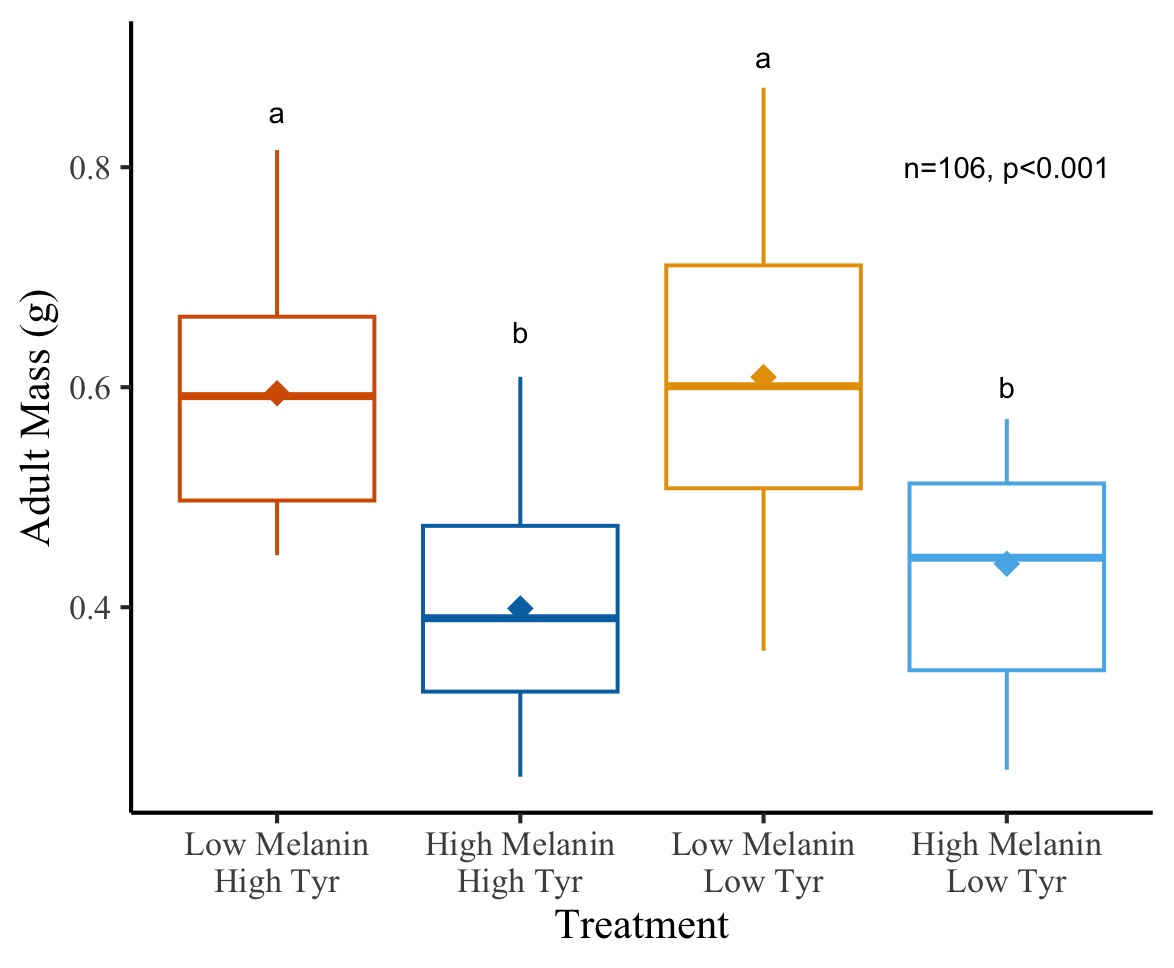 a
a
n=106, p<0.001
b
b
0.8
0.6
0.4
Adult Mass (g)
Low Melanin
High Tyr
High Melanin
High Tyr
Low Melanin
Low Tyr
High Melanin
Low Tyr
Treatment